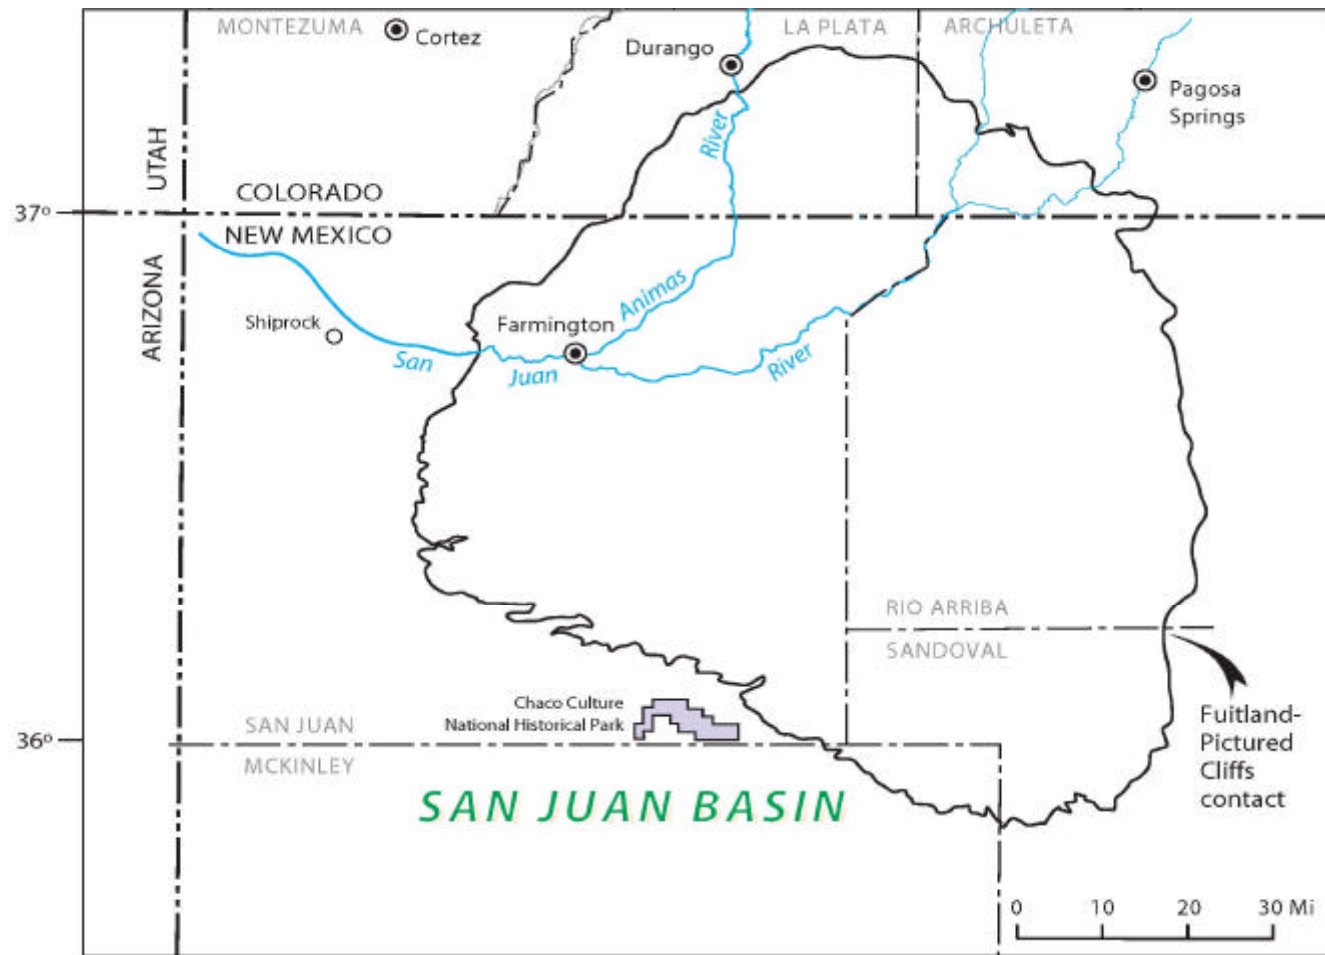 MONTEZUMA
Cortez
Durango
LA PLATA
ARCHULETA
Pagosa
Springs
River
UTAH
COLORADO
37º
NEW MEXICO
ARIZONA
Shiprock
Farmington
Animas
San
Juan
River
RIO ARRIBA
SANDOVAL
Chaco Culture
National Historical Park
SAN JUAN
36º
MCKINLEY
Fuitland-
Pictured
Cliffs
contact
SAN JUAN BASIN
0 10 20 30 Mi